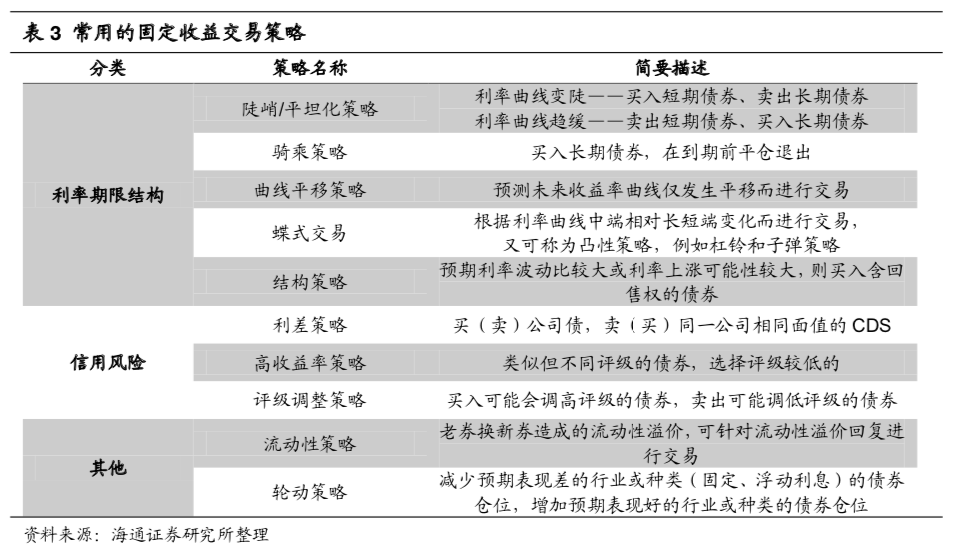 表 3 常用的固定收益交易策略
分类 策略名称 简要描述
利率期限结构
陡峭/平坦化策略
利率曲线变陡——买入短期债券、卖出长期债券
利率曲线趋缓——卖出短期债券、买入长期债券
骑乘策略 买入长期债券，在到期前平仓退出
曲线平移策略 预测未来收益率曲线仅发生平移而进行交易
蝶式交易
根据利率曲线中端相对长短端变化而进行交易，
又可称为凸性策略，例如杠铃和子弹策略
结构策略
预期利率波动比较大或利率上涨可能性较大，则买入含回
售权的债券
信用风险
利差策略 买（卖）公司债，卖（买）同一公司相同面值的 CDS
高收益率策略 类似但不同评级的债券，选择评级较低的
评级调整策略 买入可能会调高评级的债券，卖出可能调低评级的债券
其他
流动性策略
老券换新券造成的流动性溢价，可针对流动性溢价回复进
行交易
轮动策略
减少预期表现差的行业或种类（固定、浮动利息）的债券
仓位，增加预期表现好的行业或种类的债券仓位
资料来源：海通证券研究所整理